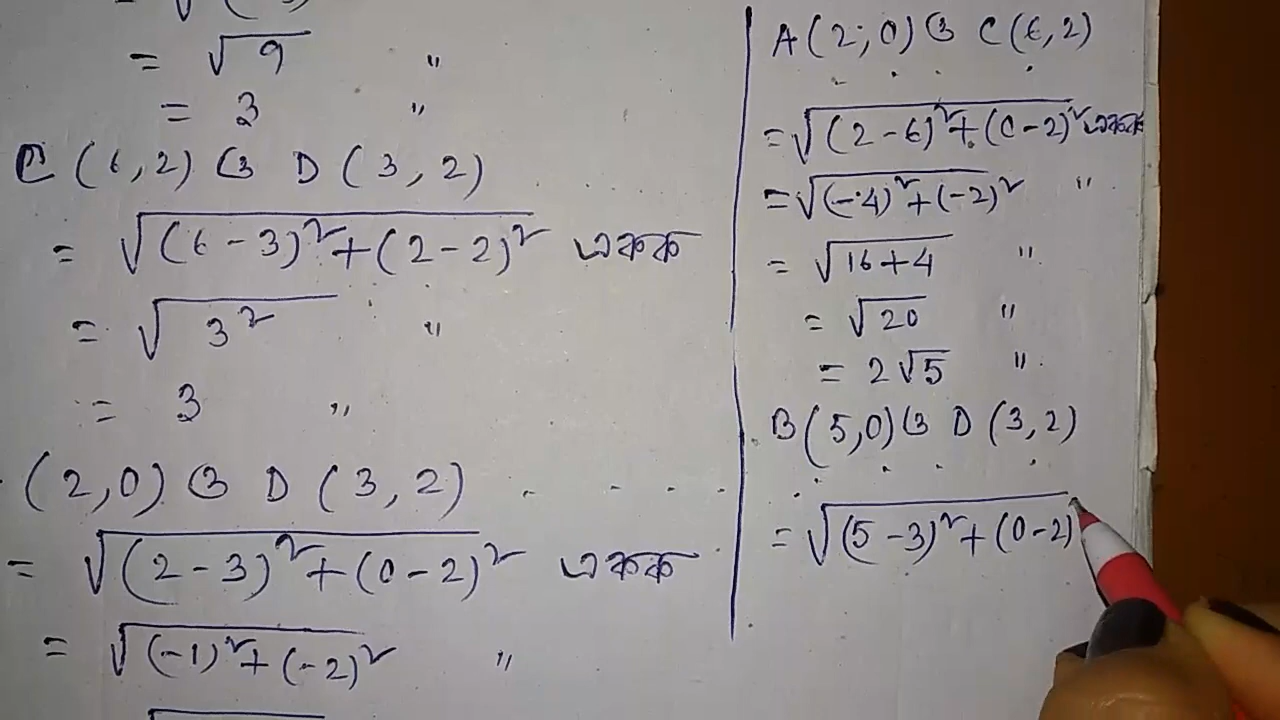 = √9 "
= 3 "
C (6, 2) ও D (3, 2)
= √(6 - 3)² + (2 - 2)² একক
= √3² "
= 3 "
(2, 0) ও D (3, 2)
= √(2 - 3)² + (0 - 2)² একক
= √(-1)² + (-2)² "
A (2, 0) ও C (6, 2)
= √(2 - 6)² + (0 - 2)² একক
= √(-4)² + (-2)² "
= √16 + 4 "
= √20 "
= 2√5 "
B (5, 0) ও D (3, 2)
= √(5 - 3)² + (0 - 2)